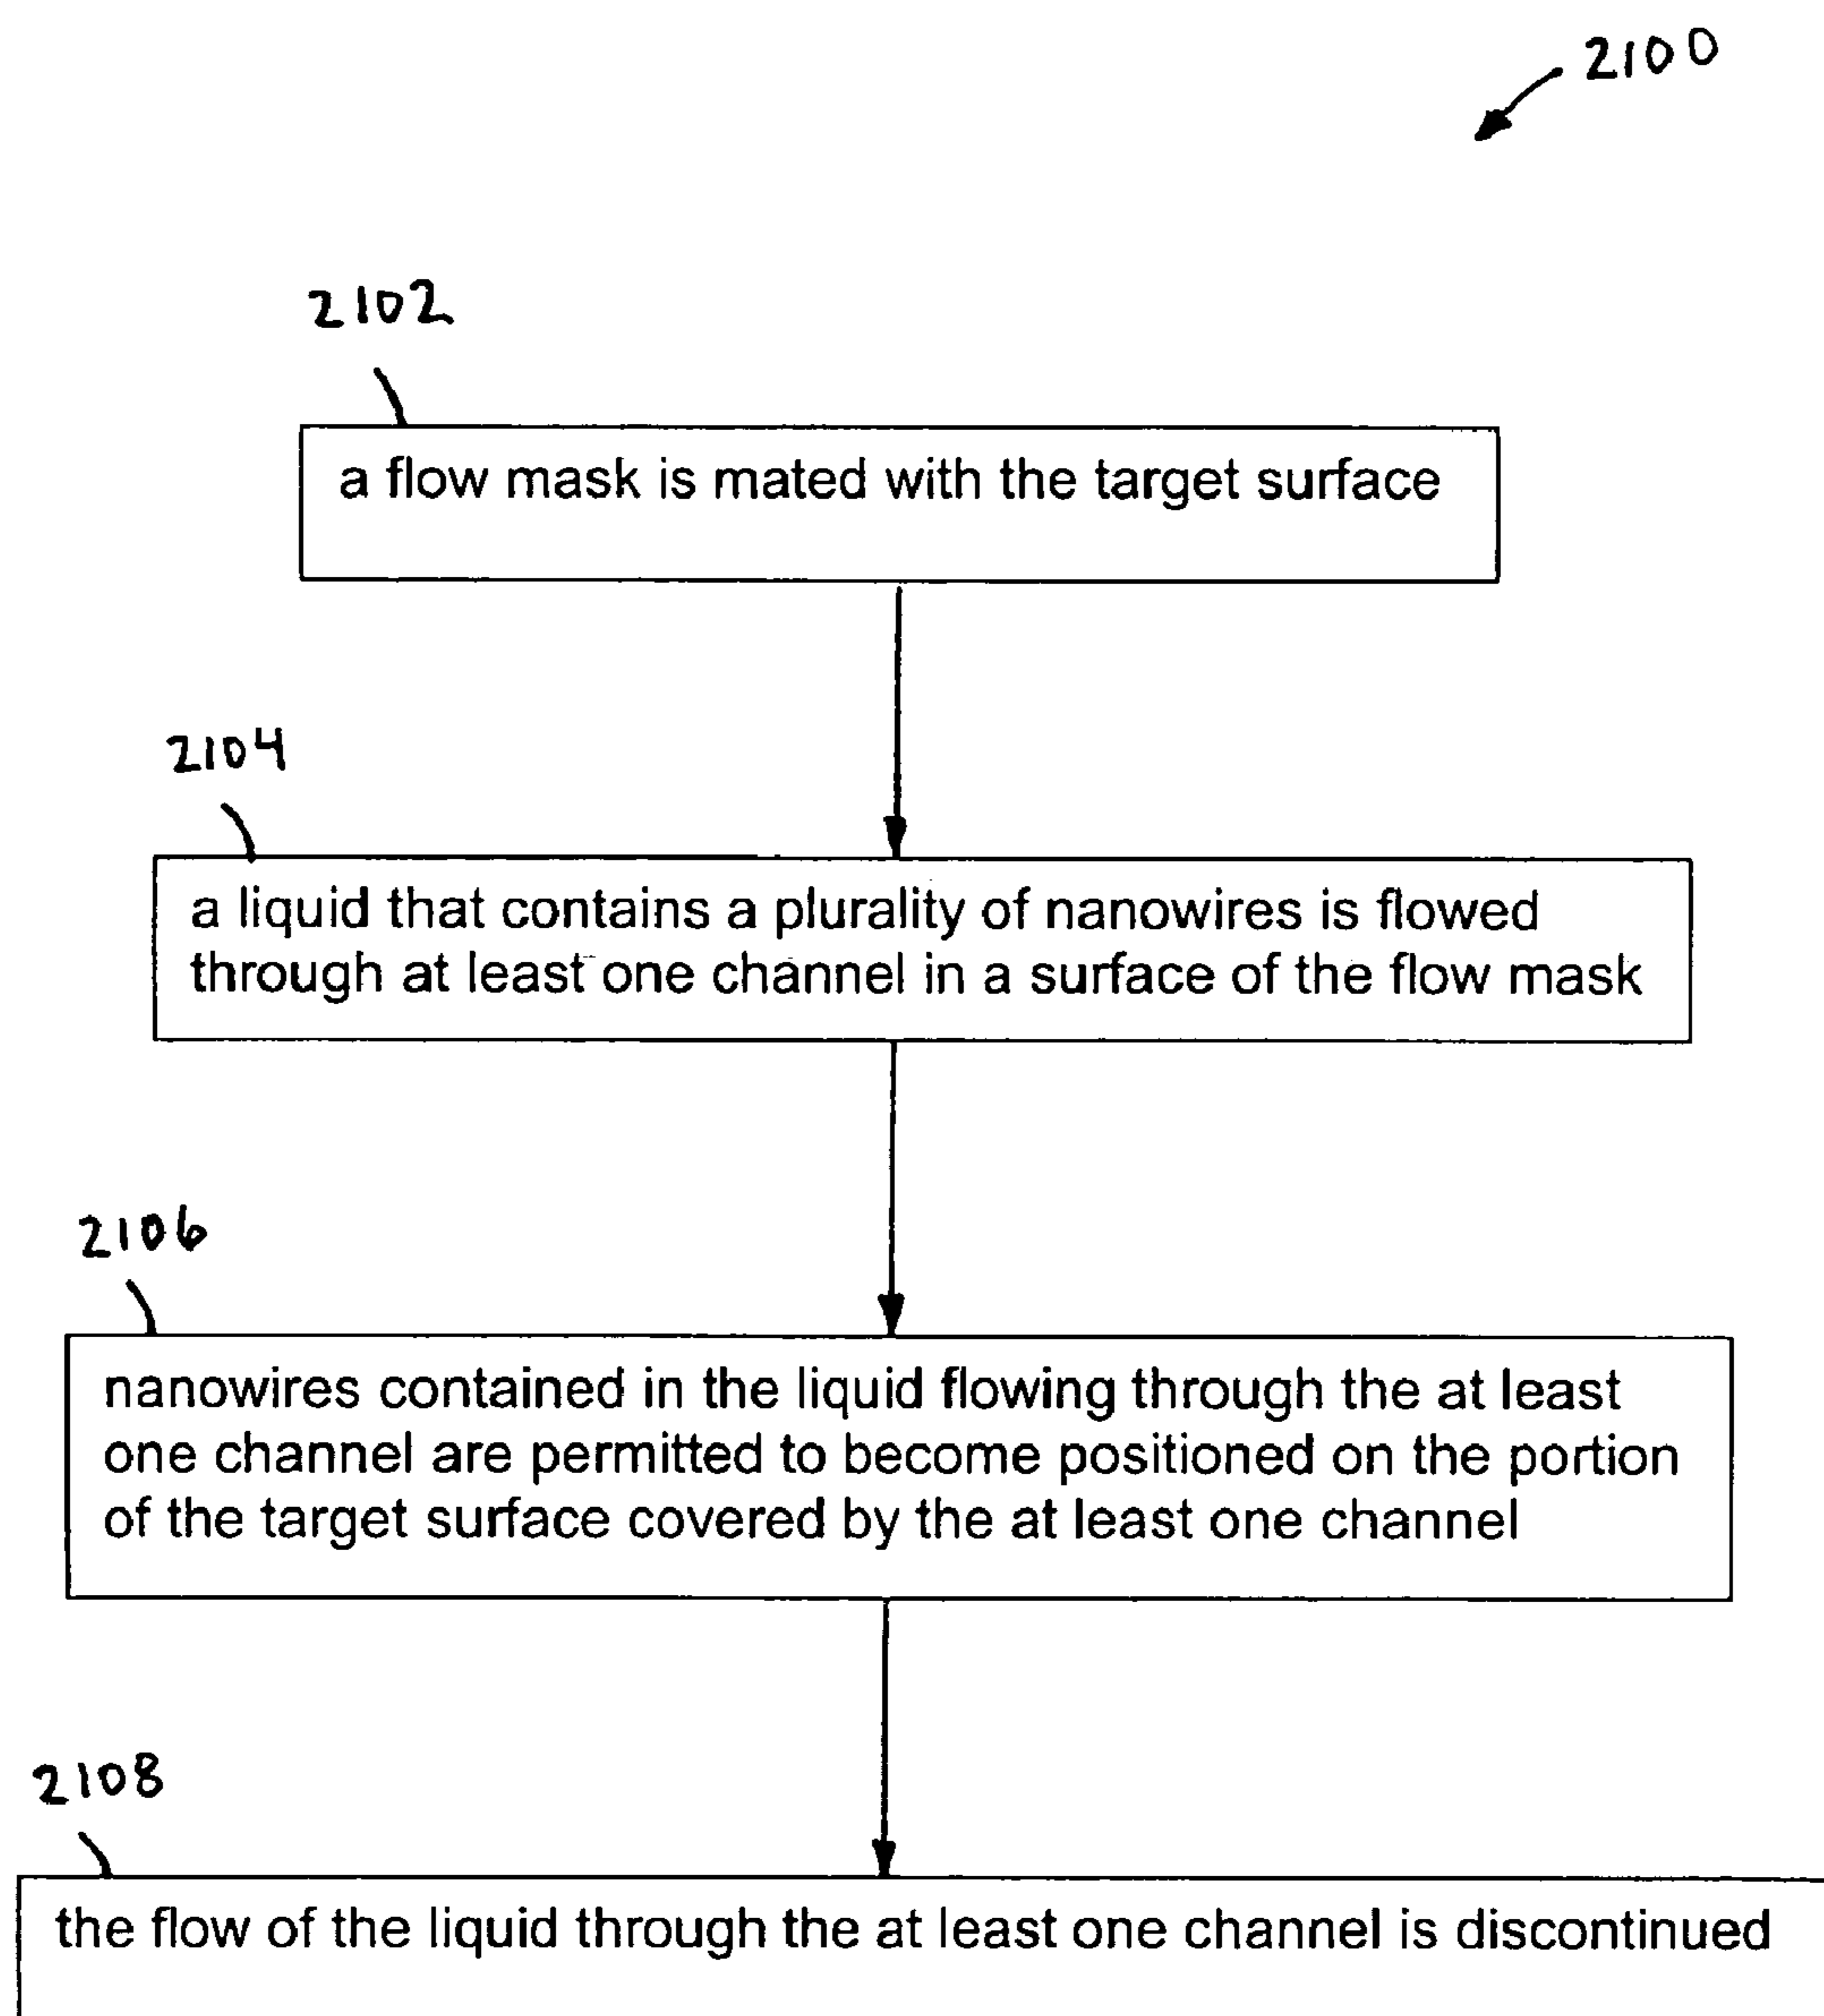 2100
2102
a flow mask is mated with the target surface
2104
a liquid that contains a plurality of nanowires is flowed
through at least one channel in a surface of the flow mask
2106
nanowires contained in the liquid flowing through the at least
one channel are permitted to become positioned on the portion
of the target surface covered by the at least one channel
2108
the flow of the liquid through the at least one channel is discontinued